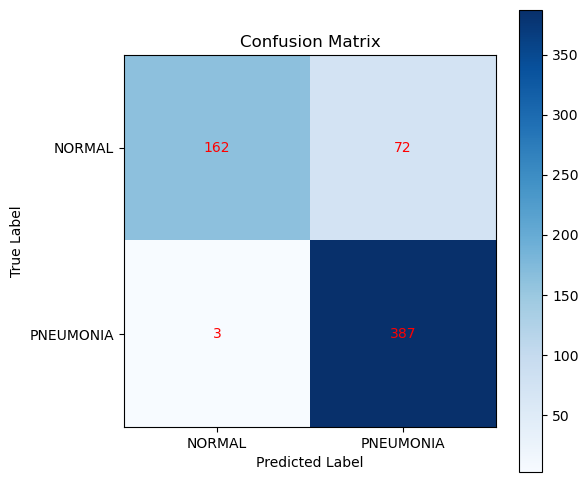 Confusion Matrix
True Label
NORMAL
PNEUMONIA
162 72
3 387
NORMAL PNEUMONIA
Predicted Label
350
300
250
200
150
100
50